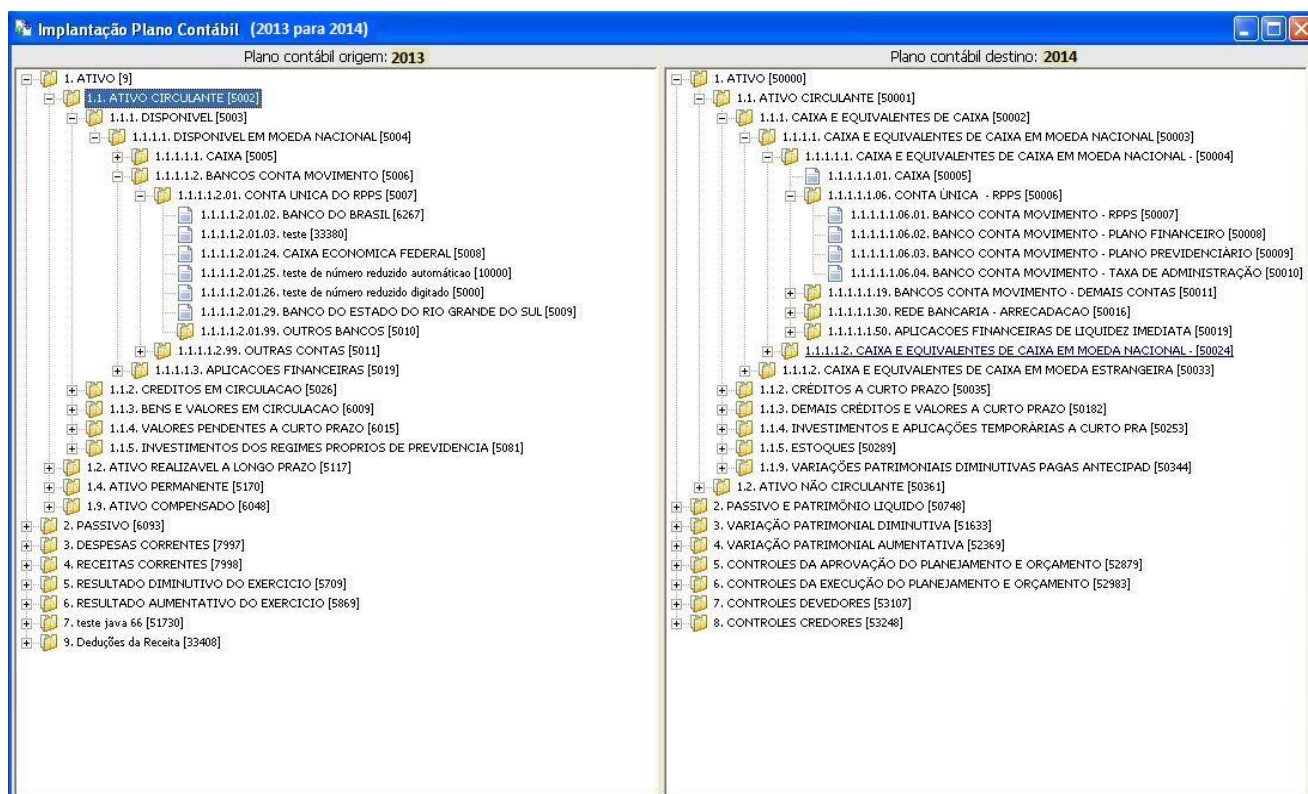 Implantação Plano Contábil (2013 para 2014)
Plano contábil origem: 2013
1. ATIVO [9]
1.1. ATIVO CIRCULANTE [5002]
1.1.1. DISPONIVEL [5003]
1.1.1.1. DISPONIVEL EM MOEDA NACIONAL [5004]
1.1.1.1.1. CAIXA [5005]
1.1.1.1.2. BANCOS CONTA MOVIMENTO [5006]
1.1.1.1.2.01. CONTA UNICA DO RPPS [5007]
1.1.1.1.2.01.02. BANCO DO BRASIL [6267]
1.1.1.1.2.01.03. teste [33380]
1.1.1.1.2.01.24. CAIXA ECONOMICA FEDERAL [5008]
1.1.1.1.2.01.25. teste de número reduzido automáticao [10000]
1.1.1.1.2.01.26. teste de número reduzido digitado [5000]
1.1.1.1.2.01.29. BANCO DO ESTADO DO RIO GRANDE DO SUL [5009]
1.1.1.1.2.01.99. OUTROS BANCOS [5010]
1.1.1.1.2.99. OUTRAS CONTAS [5011]
1.1.1.1.3. APLICACOES FINANCEIRAS [5019]
1.1.2. CREDITOS EM CIRCULACAO [5026]
1.1.3. BENS E VALORES EM CIRCULACAO [6009]
1.1.4. VALORES PENDENTES A CURTO PRAZO [6015]
1.1.5. INVESTIMENTOS DOS REGIMES PROPRIOS DE PREVIDENCIA [5081]
1.2. ATIVO REALIZAVEL A LONGO PRAZO [5117]
1.4. ATIVO PERMANENTE [5170]
1.9. ATIVO COMPENSADO [6048]
2. PASSIVO [6093]
3. DESPESAS CORRENTES [7997]
4. RECEITAS CORRENTES [7998]
5. RESULTADO DIMINUTIVO DO EXERCICIO [5709]
6. RESULTADO AUMENTATIVO DO EXERCICIO [5869]
7. teste java 66 [51730]
9. Deduções da Receita [33408]
Plano contábil destino: 2014
1. ATIVO [50000]
1.1. ATIVO CIRCULANTE [50001]
1.1.1. CAIXA E EQUIVALENTES DE CAIXA [50002]
1.1.1.1. CAIXA E EQUIVALENTES DE CAIXA EM MOEDA NACIONAL [50003]
1.1.1.1.1. CAIXA E EQUIVALENTES DE CAIXA EM MOEDA NACIONAL - [50004]
1.1.1.1.1.01. CAIXA [50005]
1.1.1.1.1.06. CONTA ÚNICA - RPPS [50006]
1.1.1.1.1.06.01. BANCO CONTA MOVIMENTO - RPPS [50007]
1.1.1.1.1.06.02. BANCO CONTA MOVIMENTO - PLANO FINANCEIRO [50008]
1.1.1.1.1.06.03. BANCO CONTA MOVIMENTO - PLANO PREVIDENCIÁRIO [50009]
1.1.1.1.1.06.04. BANCO CONTA MOVIMENTO - TAXA DE ADMINISTRAÇÃO [50010]
1.1.1.1.1.19. BANCOS CONTA MOVIMENTO - DEMAIS CONTAS [50011]
1.1.1.1.1.30. REDE BANCARIA - ARRECADACAO [50016]
1.1.1.1.1.50. APLICACOES FINANCEIRAS DE LIQUIDEZ IMEDIATA [50019]
1.1.1.1.2. CAIXA E EQUIVALENTES DE CAIXA EM MOEDA NACIONAL - [50024]
1.1.1.2. CAIXA E EQUIVALENTES DE CAIXA EM MOEDA ESTRANGEIRA [50033]
1.1.2. CRÉDITOS A CURTO PRAZO [50035]
1.1.3. DEMAIS CRÉDITOS E VALORES A CURTO PRAZO [50182]
1.1.4. INVESTIMENTOS E APLICAÇÕES TEMPORÁRIAS A CURTO PRA [50253]
1.1.5. ESTOQUES [50289]
1.1.9. VARIAÇÕES PATRIMONIAIS DIMINUTIVAS PAGAS ANTECIPAD [50344]
1.2. ATIVO NÃO CIRCULANTE [50361]
2. PASSIVO E PATRIMÔNIO LIQUIDO [50748]
3. VARIAÇÃO PATRIMONIAL DIMINUTIVA [51633]
4. VARIAÇÃO PATRIMONIAL AUMENTATIVA [52369]
5. CONTROLES DA APROVAÇÃO DO PLANEJAMENTO E ORÇAMENTO [52879]
6. CONTROLES DA EXECUÇÃO DO PLANEJAMENTO E ORÇAMENTO [52983]
7. CONTROLES DEVEDORES [53107]
8. CONTROLES CREDORES [53248]